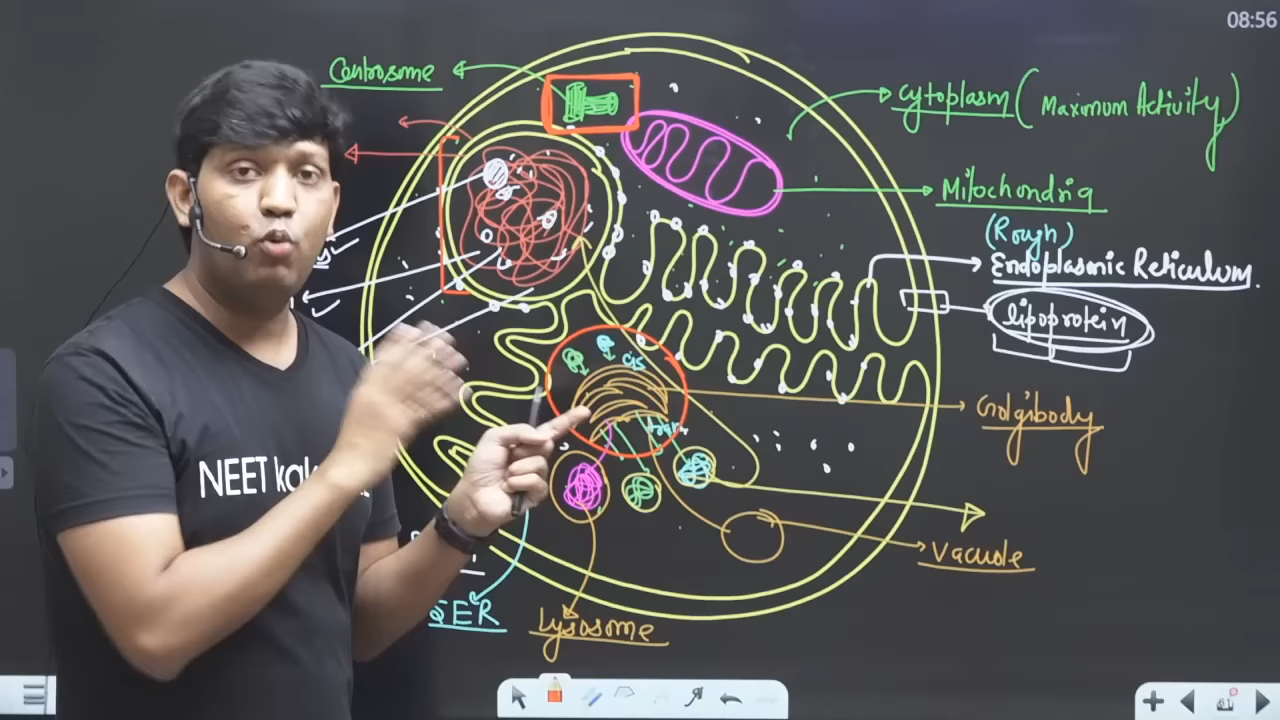 08:56
Centrosome
Cytoplasm (Maximum Activity)
Mitochondria
(Rough)
Endoplasmic Reticulum
lipoprotein
cis
Golgibody
NEET
Vacuole
SER
Lysosome